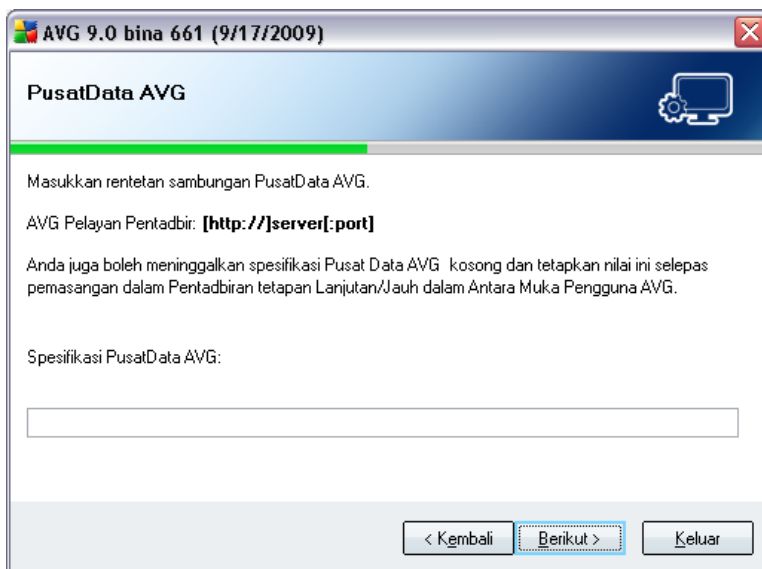 AVG 9.0 bina 661 (9/17/2009)
PusatData AVG
Masukkan rentetan sambungan PusatData AVG.
AVG Pelayan Pentadbir: [http://]server[:port]
Anda juga boleh meninggalkan spesifikasi Pusat Data AVG  kosong dan tetapkan nilai ini selepas
pemasangan dalam Pentadbiran tetapan Lanjutan/Jauh dalam Antara Muka Pengguna AVG.
Spesifikasi PusatData AVG:
< Kembali
Berikut >
Keluar